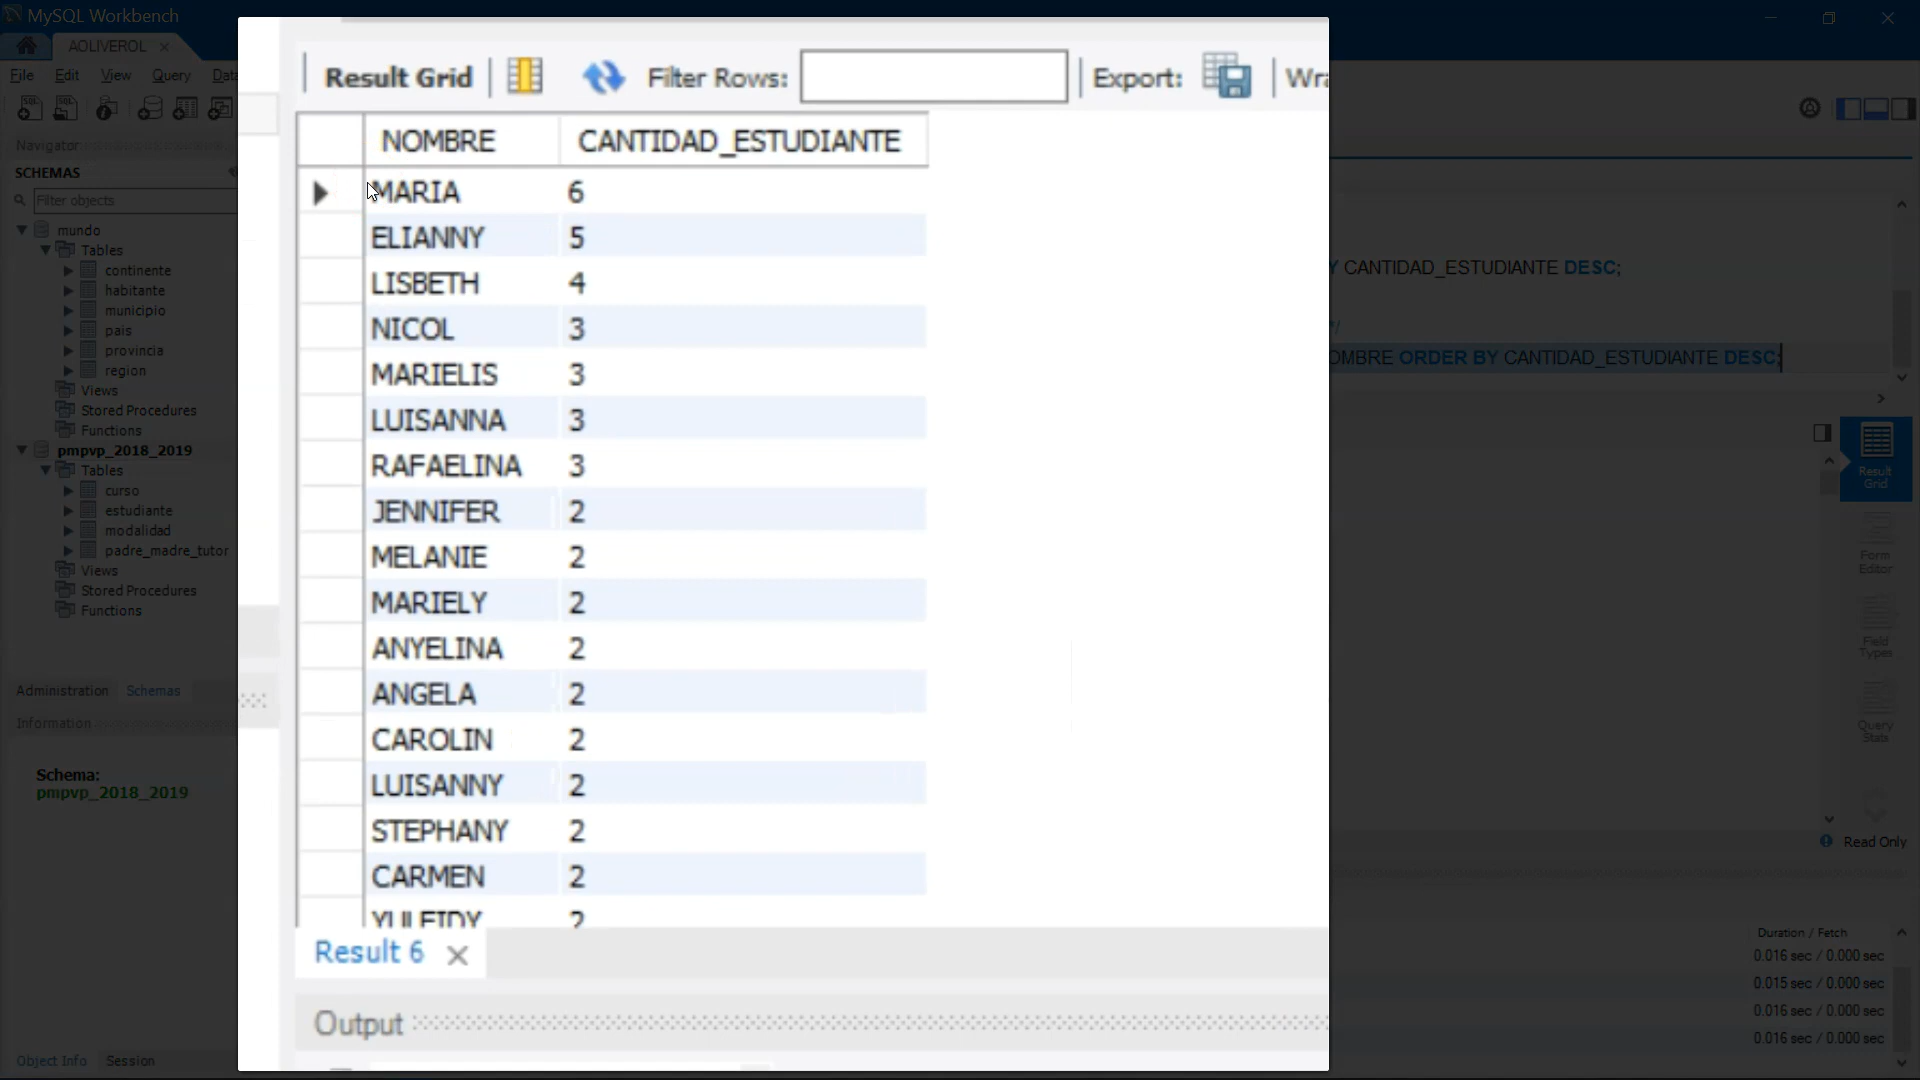 MySQL Workbench
AOLIVEROL
File Edit View Query Data
Navigator
SCHEMAS
Filter objects
mundo
Tables
continente
habitante
municipio
pais
provincia
region
Views
Stored Procedures
Functions
pmpvp_2018_2019
Tables
curso
estudiante
modalidad
padre_madre_tutor
Views
Stored Procedures
Functions
Administration Schemas
Information
Schema:
pmpvp_2018_2019
Object Info Session
Result Grid Filter Rows: Export:
NOMBRE CANTIDAD_ESTUDIANTE
MARIA 6
ELIANNY 5
LISBETH 4
NICOL 3
MARIELIS 3
LUISANNA 3
RAFAELINA 3
JENNIFER 2
MELANIE 2
MARIELY 2
ANYELINA 2
ANGELA 2
CAROLIN 2
LUISANNY 2
STEPHANY 2
CARMEN 2
YULEIDY 2
Result 6
Output
Y CANTIDAD_ESTUDIANTE DESC;
*/
OMBRE ORDER BY CANTIDAD_ESTUDIANTE DESC;
Result
Grid
Form
Editor
Field
Types
Query
Stats
Read Only
Duration / Fetch
0.016 sec / 0.000 sec
0.015 sec / 0.000 sec
0.016 sec / 0.000 sec
0.016 sec / 0.000 sec